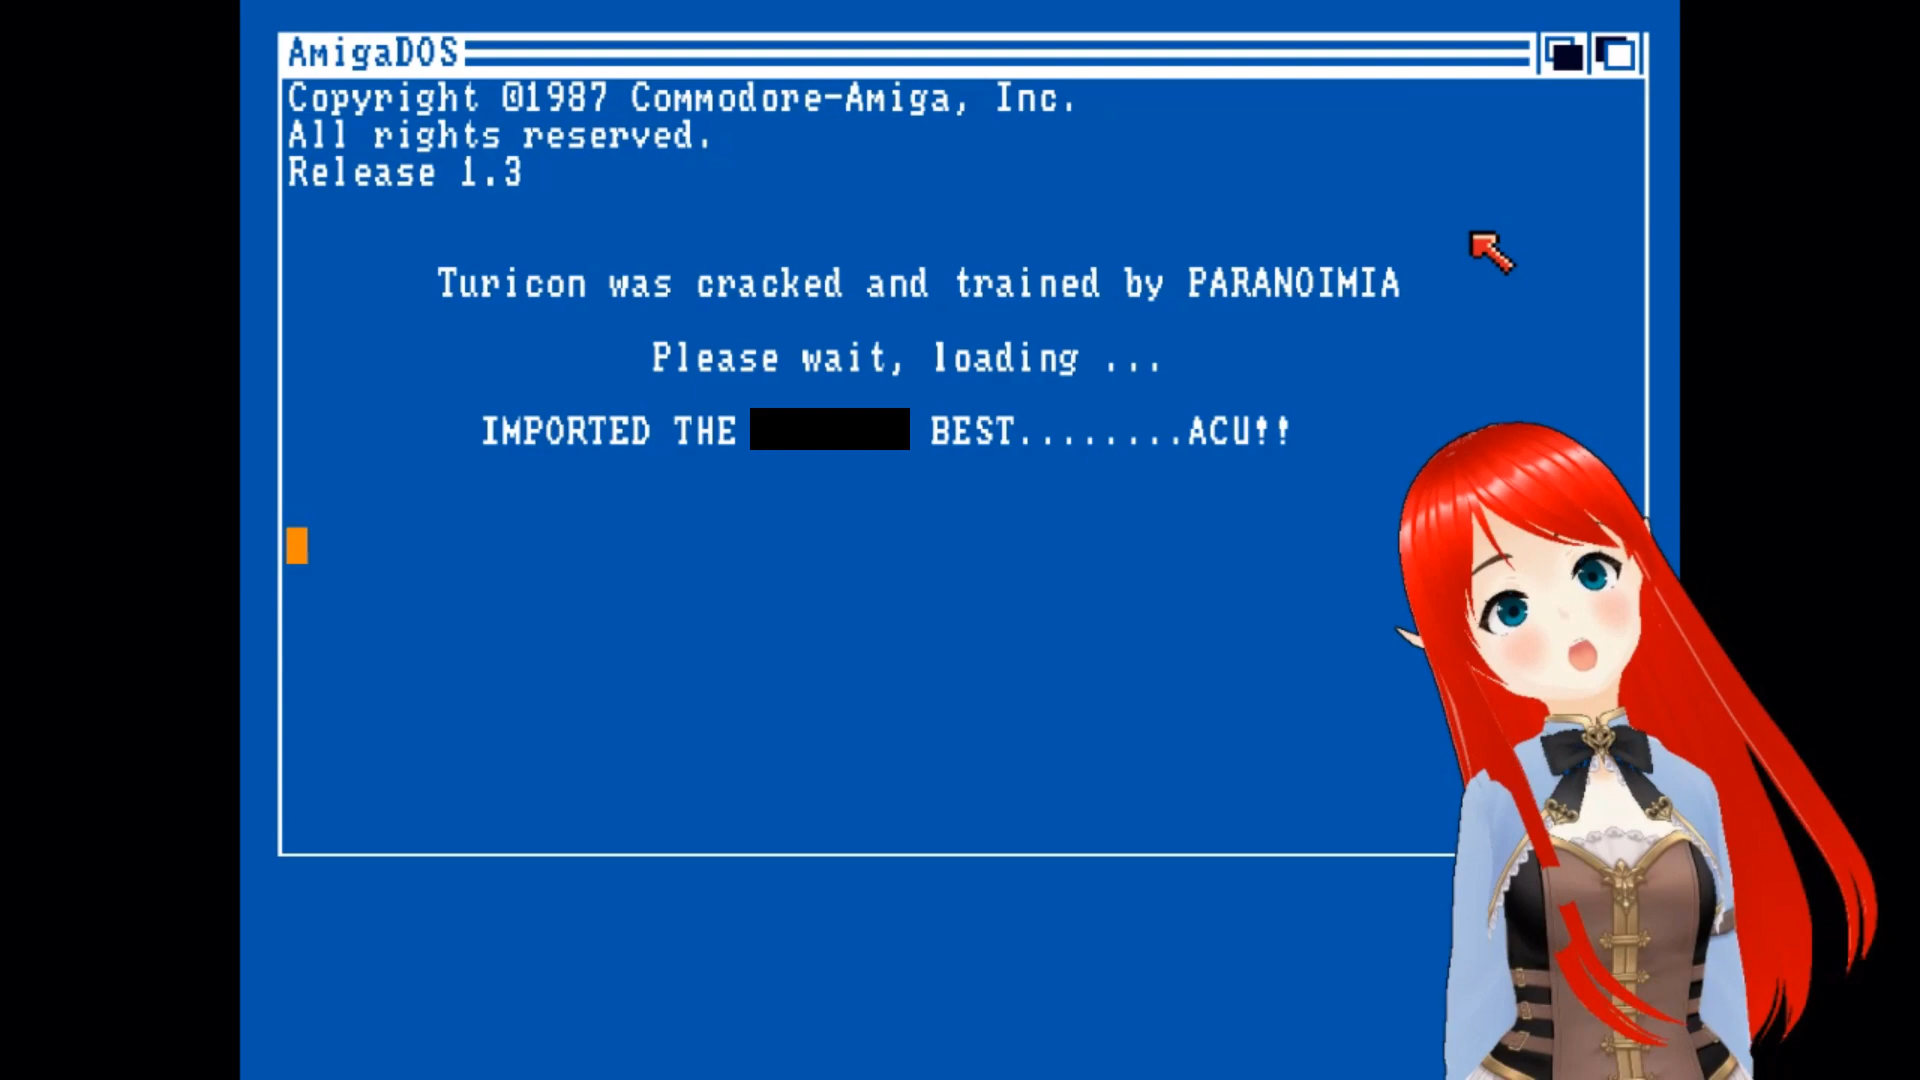 AmigaDOS
Copyright ©1987 Commodore-Amiga, Inc.
All rights reserved.
Release 1.3
Turicon was cracked and trained by PARANOIMIA
Please wait, loading ...
IMPORTED THE BEST........ACU!!